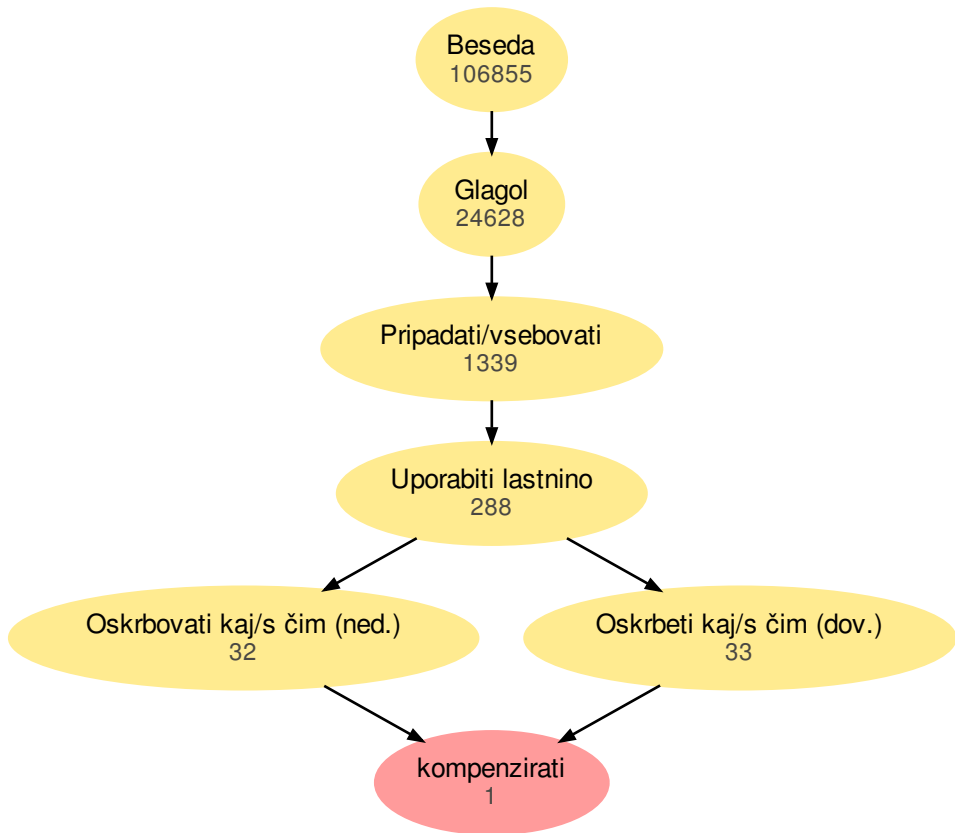 Beseda
106855
Glagol
24628
Pripadati/vsebovati
1339
Uporabiti lastnino
288
Oskrbovati kaj/s čim (ned.)
32
Oskrbeti kaj/s čim (dov.)
33
kompenzirati
1